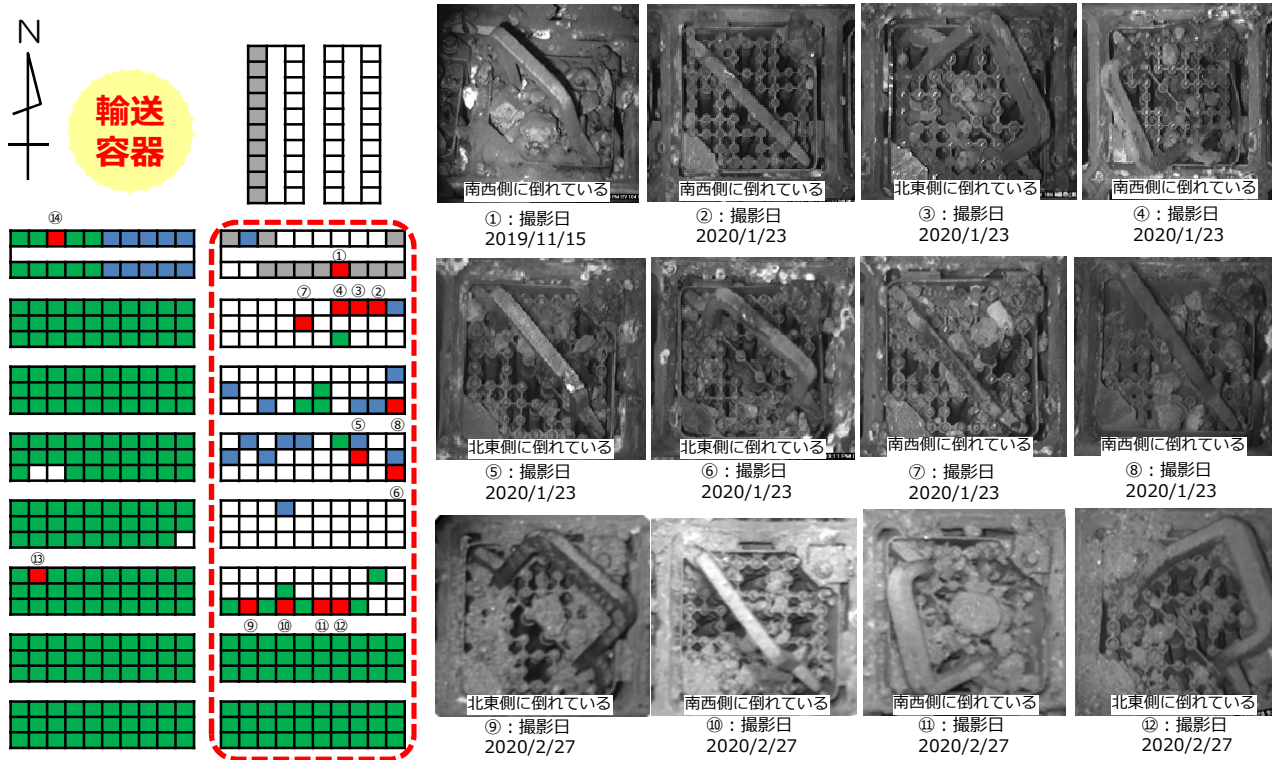 N
輸送
容器
⑭
①
⑦
④
③
②
⑤
⑧
⑥
⑬
⑨
⑩
⑪
⑫
南西側に倒れている
①：撮影日
2019/11/15
南西側に倒れている
②：撮影日
2020/1/23
北東側に倒れている
③：撮影日
2020/1/23
南西側に倒れている
④：撮影日
2020/1/23
北東側に倒れている
⑤：撮影日
2020/1/23
北東側に倒れている
⑥：撮影日
2020/1/23
南西側に倒れている
⑦：撮影日
2020/1/23
南西側に倒れている
⑧：撮影日
2020/1/23
北東側に倒れている
⑨：撮影日
2020/2/27
南西側に倒れている
⑩：撮影日
2020/2/27
南西側に倒れている
⑪：撮影日
2020/2/27
北東側に倒れている
⑫：撮影日
2020/2/27